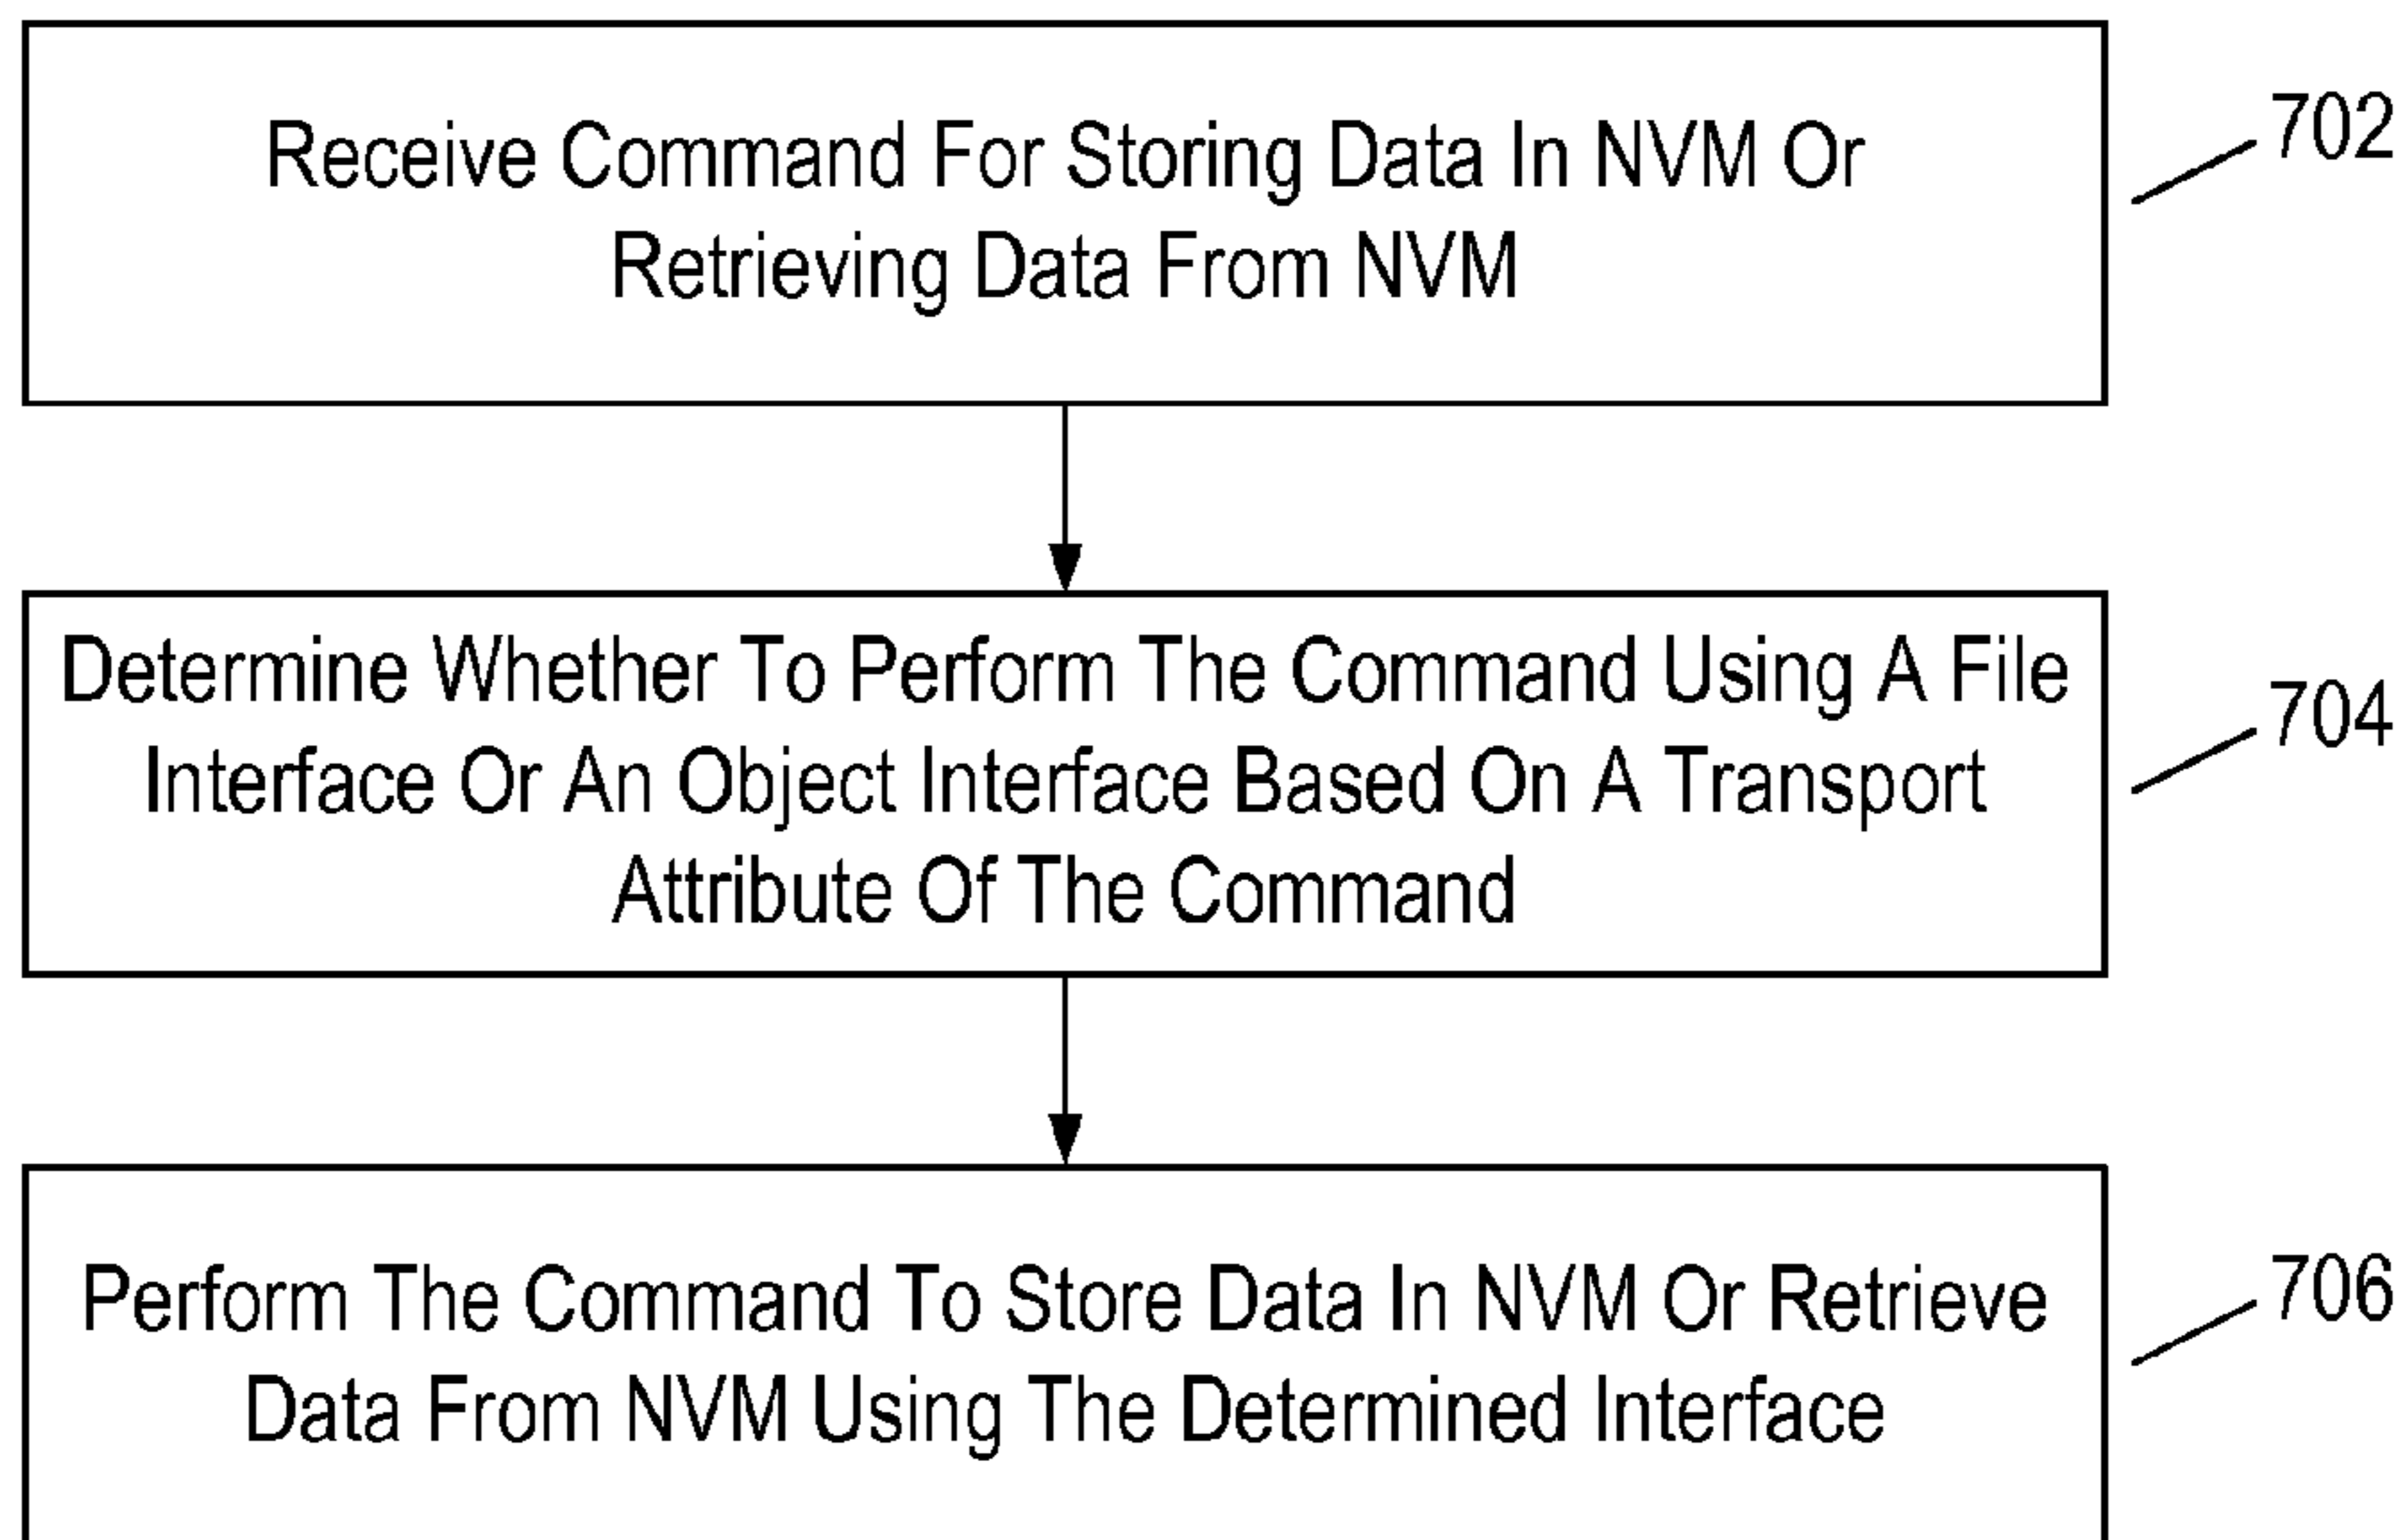 Receive Command For Storing Data In NVM Or
Retrieving Data From NVM
702
Determine Whether To Perform The Command Using A File
Interface Or An Object Interface Based On A Transport
Attribute Of The Command
704
Perform The Command To Store Data In NVM Or Retrieve
Data From NVM Using The Determined Interface
706